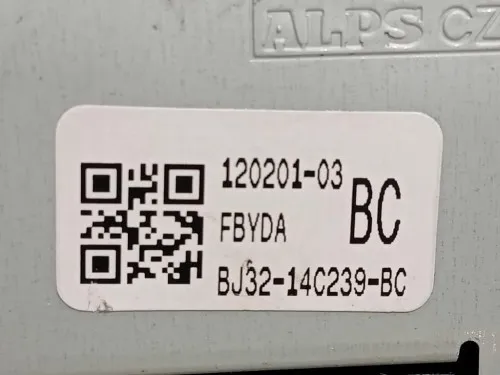 ALPS CZ
120201-03
BC
FBYDA
BJ32-14C239-BC